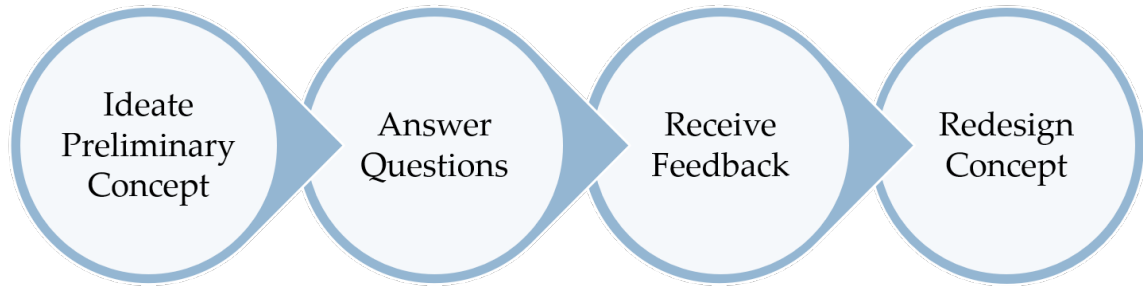 Ideate
Preliminary
Concept
Answer
Questions
Receive
Feedback
Redesign
Concept